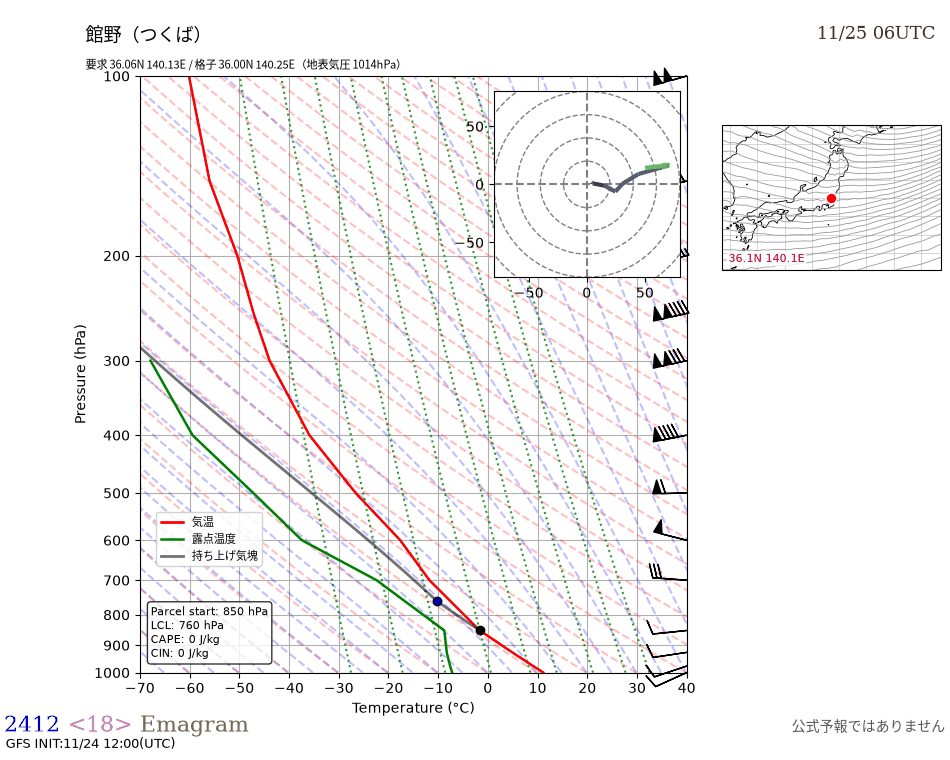 館野（つくば）
11/25 06UTC
要求 36.06N 140.13E / 格子 36.00N 140.25E（地表気圧 1014hPa）
100
200
300
400
500
600
700
800
900
1000
Pressure (hPa)
−70 −60 −50 −40 −30 −20 −10 0 10 20 30 40
Temperature (°C)
50
0
−50
−50 0 50
気温
露点温度
持ち上げ気塊
Parcel start: 850 hPa
LCL: 760 hPa
CAPE: 0 J/kg
CIN: 0 J/kg
36.1N 140.1E
2412 <18> Emagram
GFS INIT:11/24 12:00(UTC)
公式予報ではありません